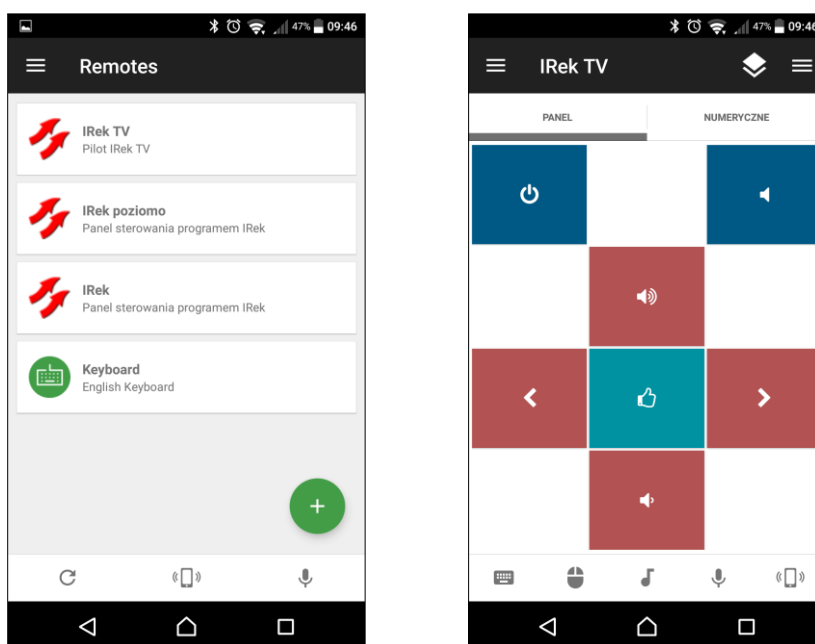 47% 09:46
Remotes
IRek TV
Pilot IRek TV
IRek poziomo
Panel sterowania programem IRek
IRek
Panel sterowania programem IRek
Keyboard
English Keyboard
47% 09:46
IRek TV
PANEL NUMERYCZNE